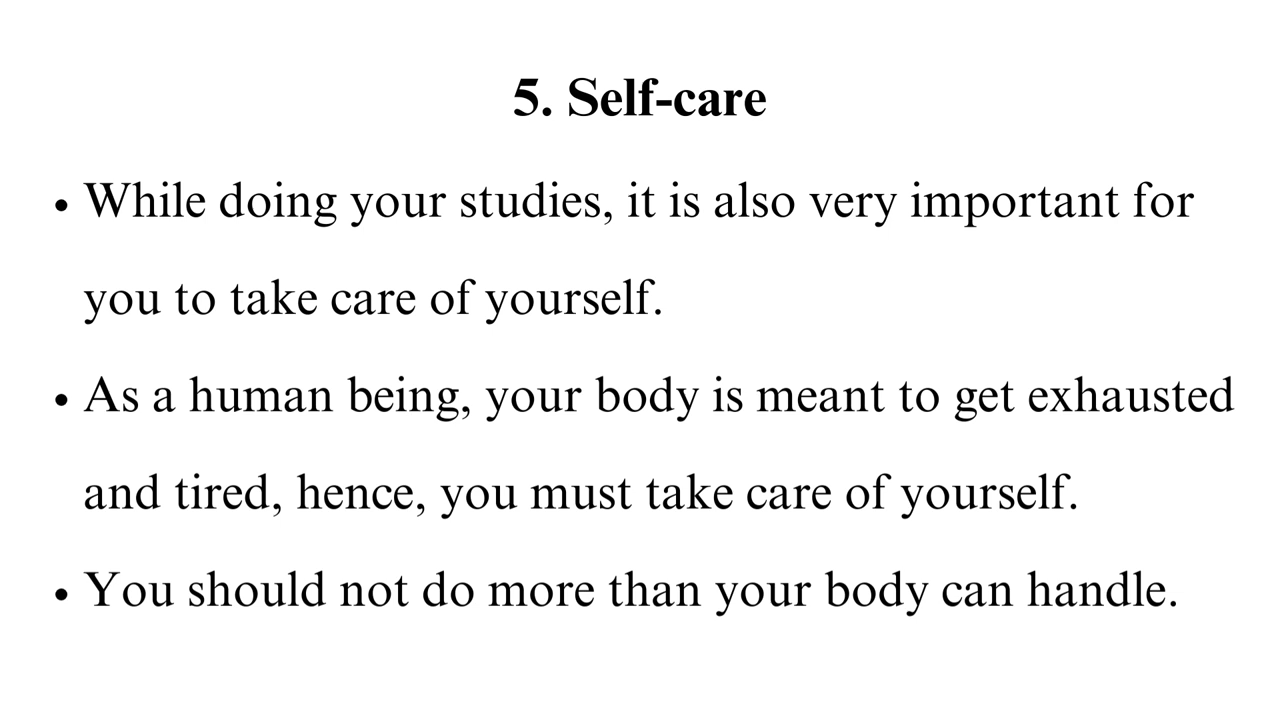 5. Self-care
• While doing your studies, it is also very important for
you to take care of yourself.
• As a human being, your body is meant to get exhausted
and tired, hence, you must take care of yourself.
• You should not do more than your body can handle.